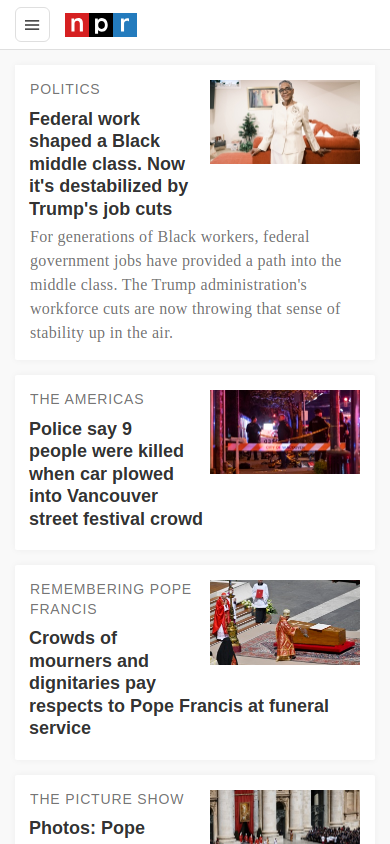 npr
POLITICS
Federal work
shaped a Black
middle class. Now
it's destabilized by
Trump's job cuts
For generations of Black workers, federal
government jobs have provided a path into the
middle class. The Trump administration's
workforce cuts are now throwing that sense of
stability up in the air.
THE AMERICAS
Police say 9
people were killed
when car plowed
into Vancouver
street festival crowd
REMEMBERING POPE
FRANCIS
Crowds of
mourners and
dignitaries pay
respects to Pope Francis at funeral
service
THE PICTURE SHOW
Photos: Pope